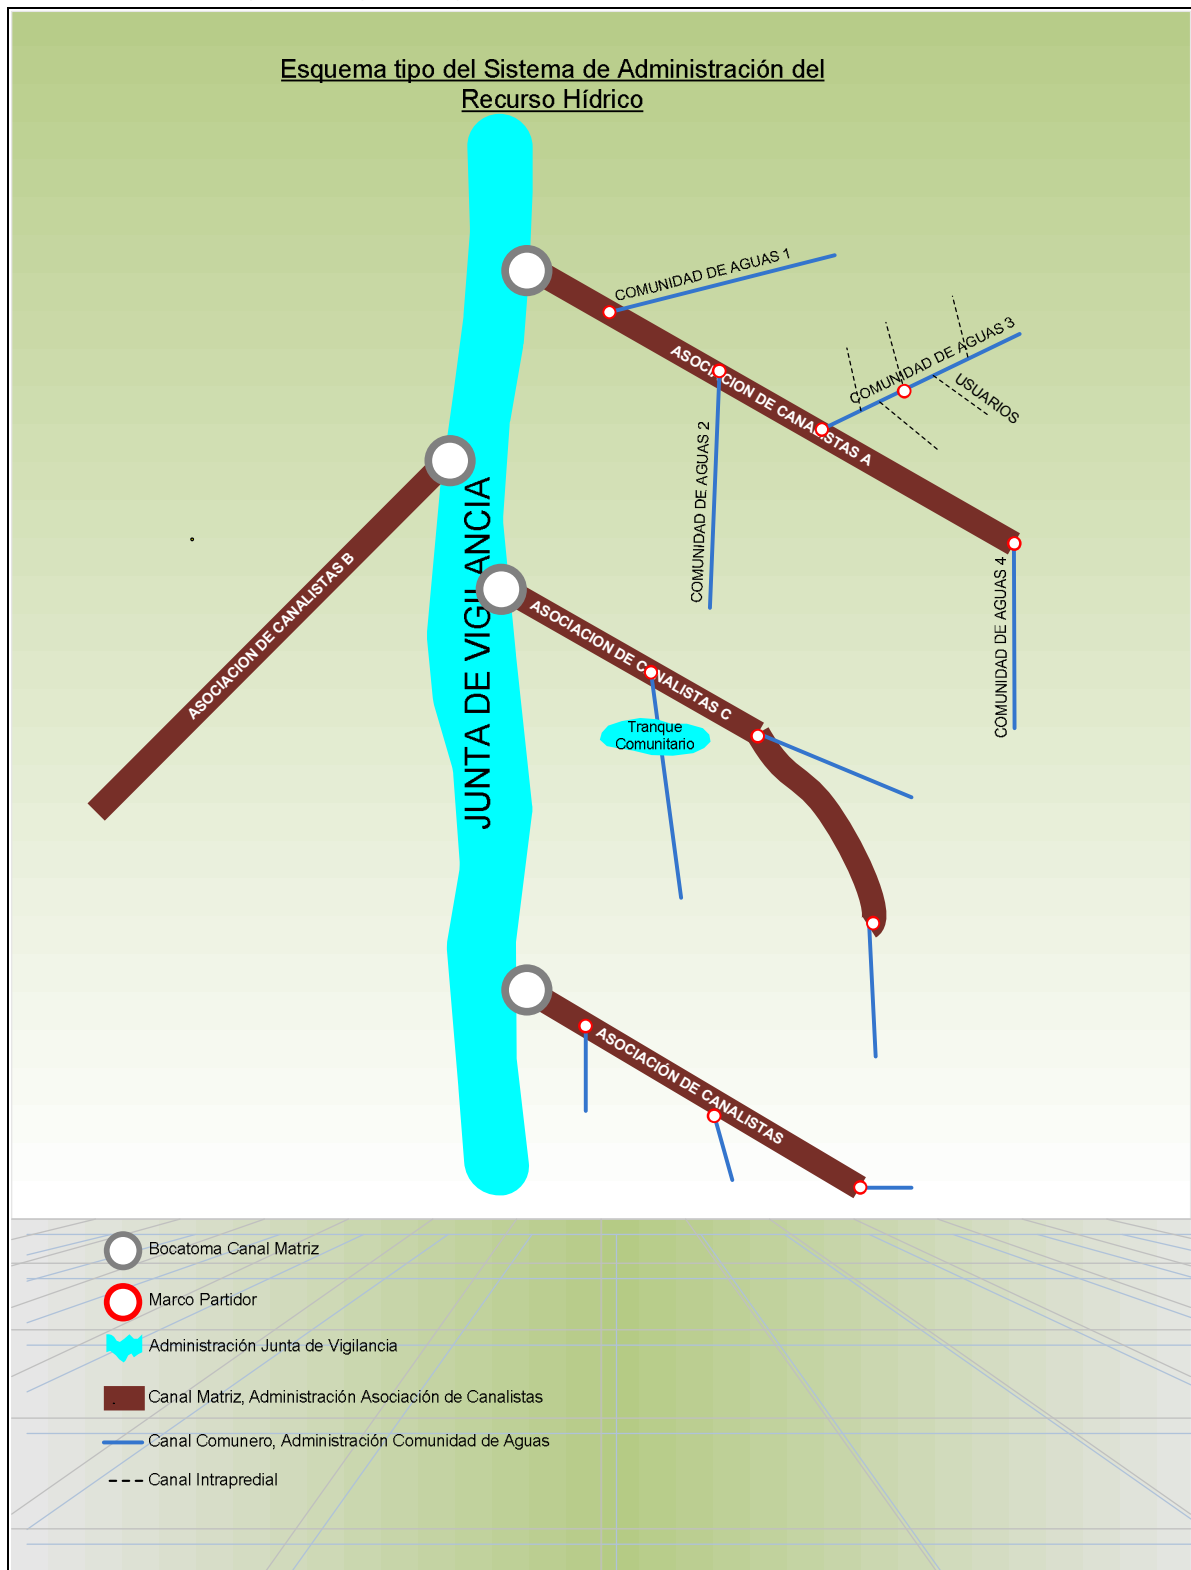 Esquema tipo del Sistema de Administración del
Recurso Hídrico
COMUNIDAD DE AGUAS 1
ASOCIACION DE CANALISTAS A
COMUNIDAD DE AGUAS 3
USUARIOS
COMUNIDAD DE AGUAS 2
COMUNIDAD DE AGUAS 4
JUNTA DE VIGILANCIA
ASOCIACION DE CANALISTAS B
ASOCIACION DE CANALISTAS C
Tranque
Comunitario
ASOCIACIÓN DE CANALISTAS
Bocatoma Canal Matriz
Marco Partidor
Administración Junta de Vigilancia
Canal Matriz, Administración Asociación de Canalistas
Canal Comunero, Administración Comunidad de Aguas
Canal Intrapredial